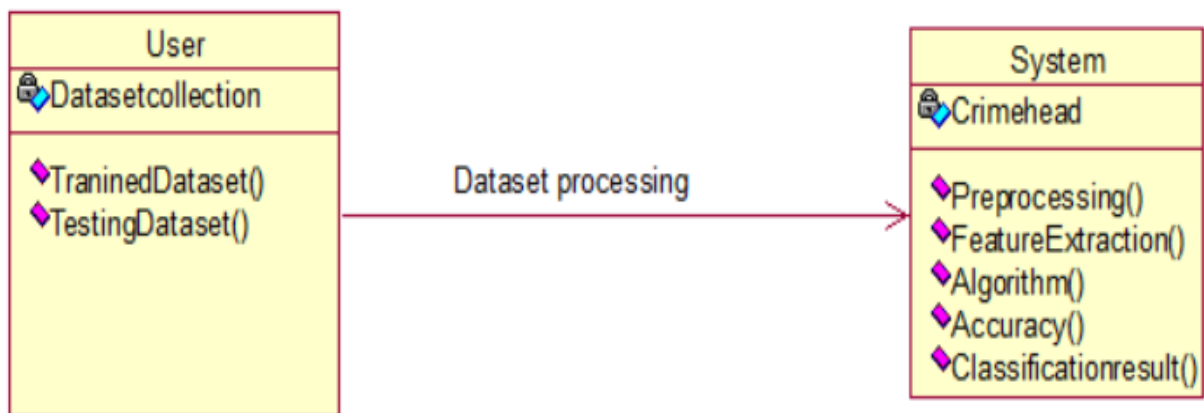 User
Datasetcollection
TraninedDataset()
TestingDataset()
Dataset processing
System
Crimehead
Preprocessing()
FeatureExtraction()
Algorithm()
Accuracy()
Classificationresult()